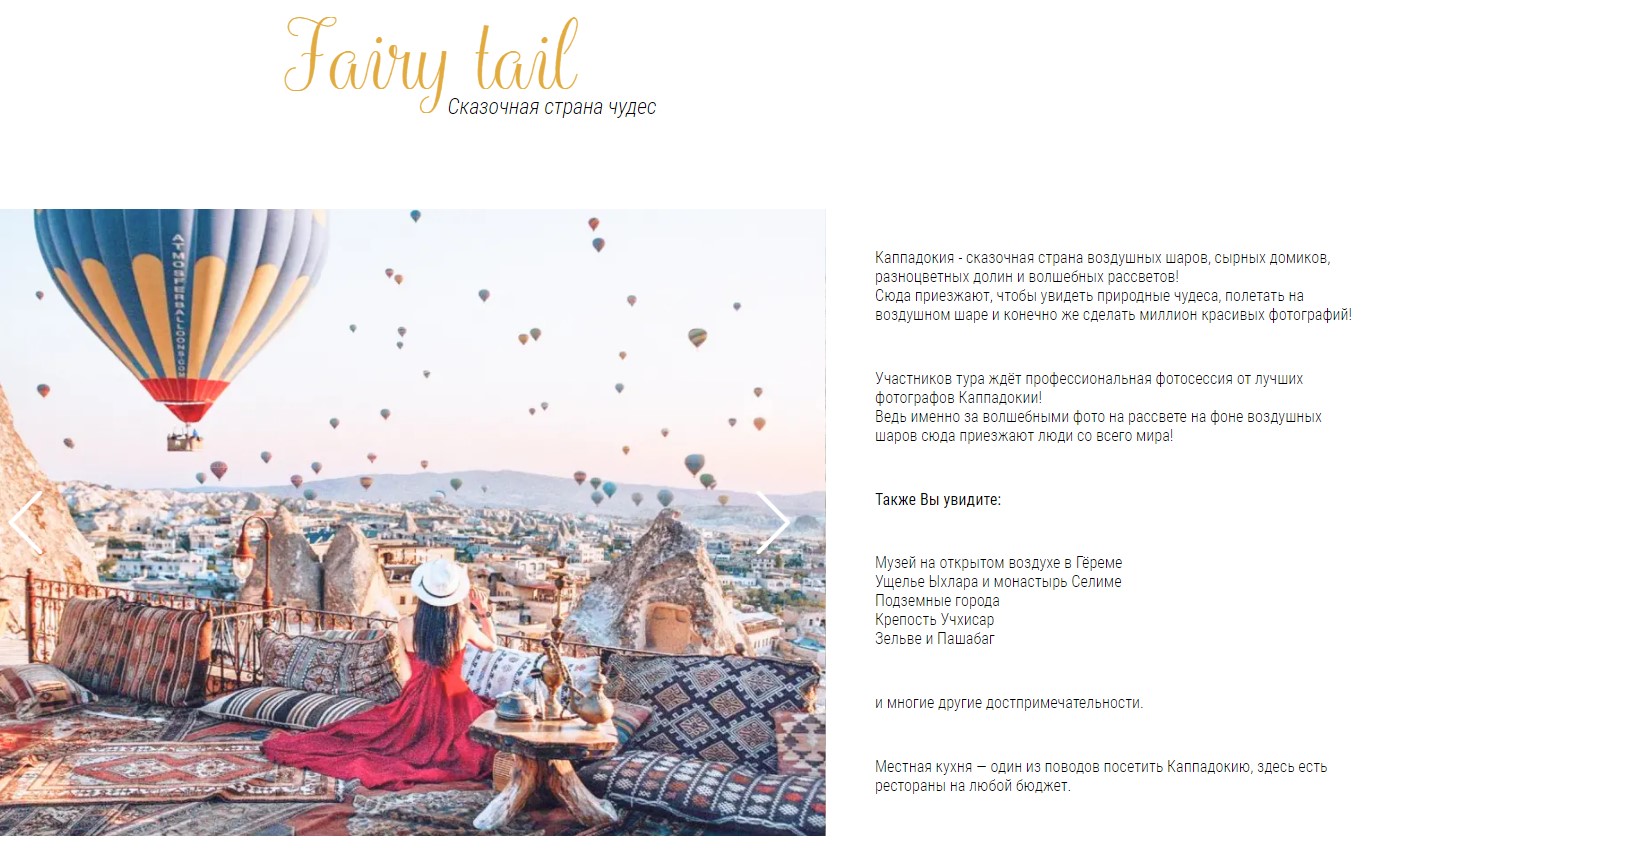 Fairy tail
Сказочная страна чудес
ATMOSFERBALLOONS.COM
Каппадокия - сказочная страна воздушных шаров, сырных домиков,
разноцветных долин и волшебных рассветов!
Сюда приезжают, чтобы увидеть природные чудеса, полетать на
воздушном шаре и конечно же сделать миллион красивых фотографий!
Участников тура ждёт профессиональная фотосессия от лучших
фотографов Каппадокии!
Ведь именно за волшебными фото на рассвете на фоне воздушных
шаров сюда приезжают люди со всего мира!
Также Вы увидите:
Музей на открытом воздухе в Гёреме
Ущелье Ыхлара и монастырь Селиме
Подземные города
Крепость Учхисар
Зельве и Пашабаг
и многие другие достпримечательности.
Местная кухня — один из поводов посетить Каппадокию, здесь есть
рестораны на любой бюджет.